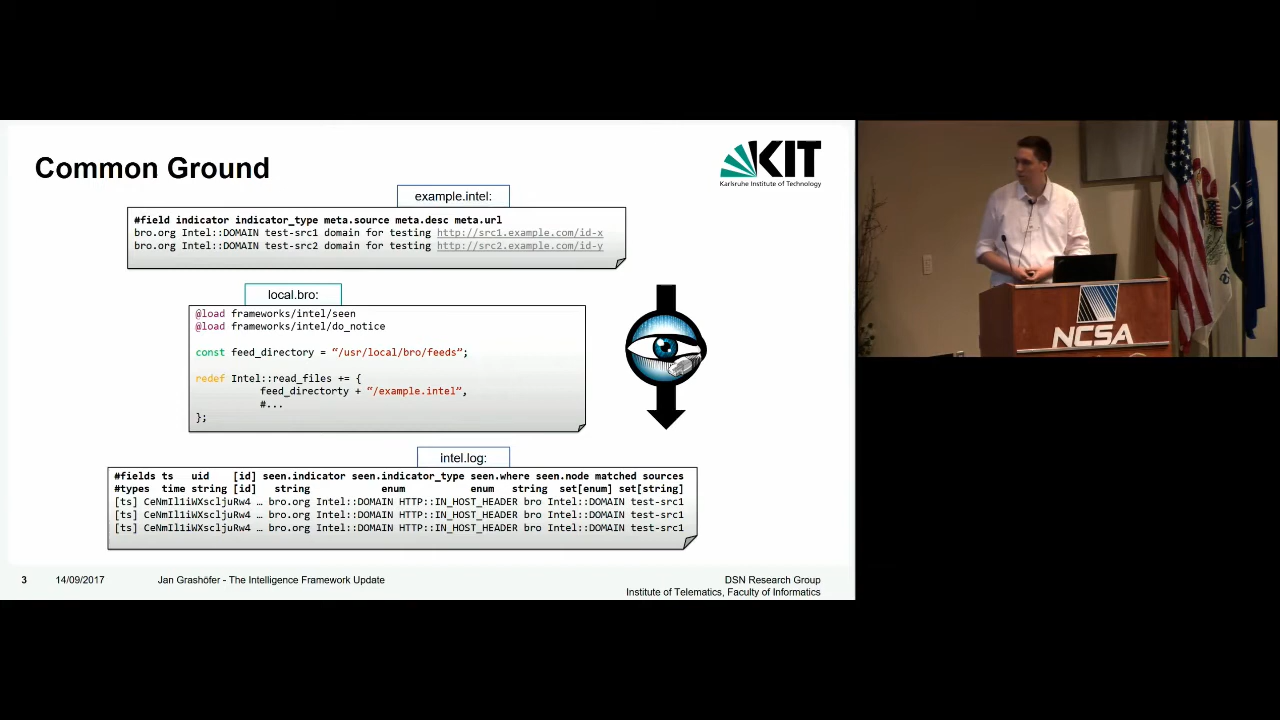 Common Ground
KIT
Karlsruhe Institute of Technology
example.intel:
#field indicator indicator_type meta.source meta.desc meta.url
bro.org Intel::DOMAIN test-src1 domain for testing http://src1.example.com/id-x
bro.org Intel::DOMAIN test-src2 domain for testing http://src2.example.com/id-y
local.bro:
@load frameworks/intel/seen
@load frameworks/intel/do_notice
const feed_directory = “/usr/local/bro/feeds”;
redef Intel::read_files += {
feed_directorty + “/example.intel”,
#...
};
intel.log:
#fields ts uid [id] seen.indicator seen.indicator_type seen.where seen.node matched sources
#types time string [id] string enum enum string set[enum] set[string]
[ts] CeNmIl1iWXscljuRw4 … bro.org Intel::DOMAIN HTTP::IN_HOST_HEADER bro Intel::DOMAIN test-src1
[ts] CeNmIl1iWXscljuRw4 … bro.org Intel::DOMAIN HTTP::IN_HOST_HEADER bro Intel::DOMAIN test-src1
[ts] CeNmIl1iWXscljuRw4 … bro.org Intel::DOMAIN HTTP::IN_HOST_HEADER bro Intel::DOMAIN test-src1
3 14/09/2017 Jan Grashöfer - The Intelligence Framework Update
DSN Research Group
Institute of Telematics, Faculty of Informatics
NCSA